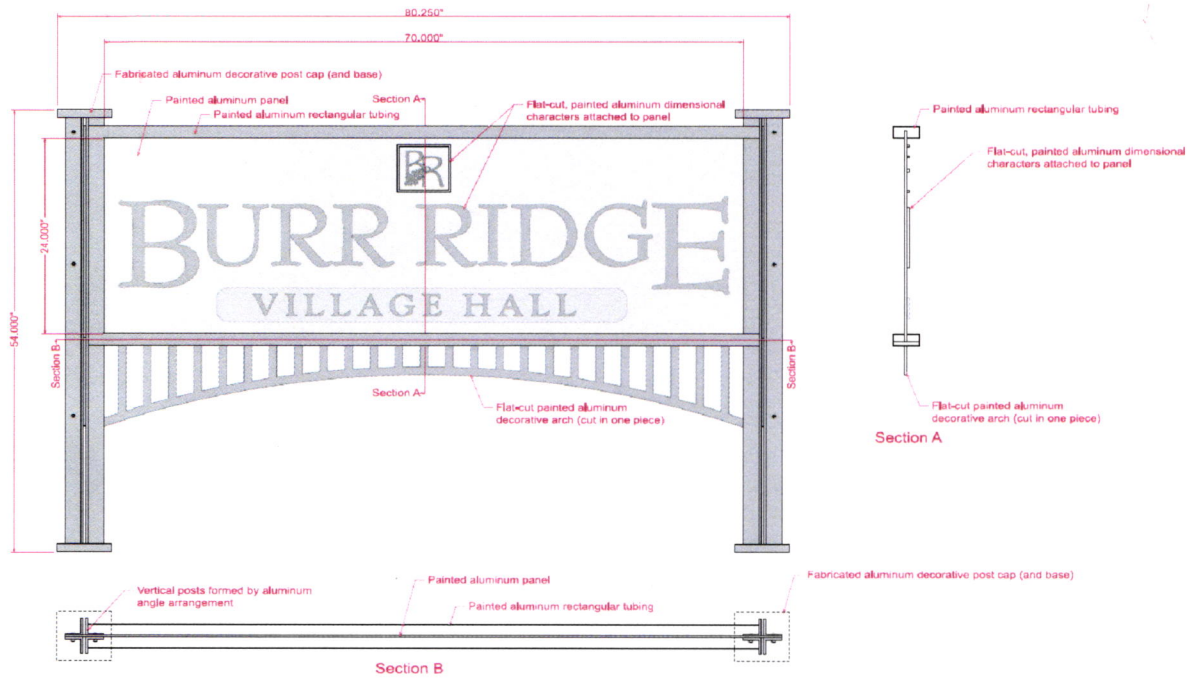 80.250"
70.000"
Fabricated aluminum decorative post cap (and base)
Painted aluminum panel
Section A
Painted aluminum rectangular tubing
Flat-cut, painted aluminum dimensional
characters attached to panel
BR
BURR RIDGE
VILLAGE HALL
24.000"
54.000"
Section B
Section B
Section A
Flat-cut painted aluminum
decorative arch (cut in one piece)
Painted aluminum rectangular tubing
Flat-cut, painted aluminum dimensional
characters attached to panel
Flat-cut painted aluminum
decorative arch (cut in one piece)
Section A
Vertical posts formed by aluminum
angle arrangement
Painted aluminum panel
Painted aluminum rectangular tubing
Fabricated aluminum decorative post cap (and base)
Section B